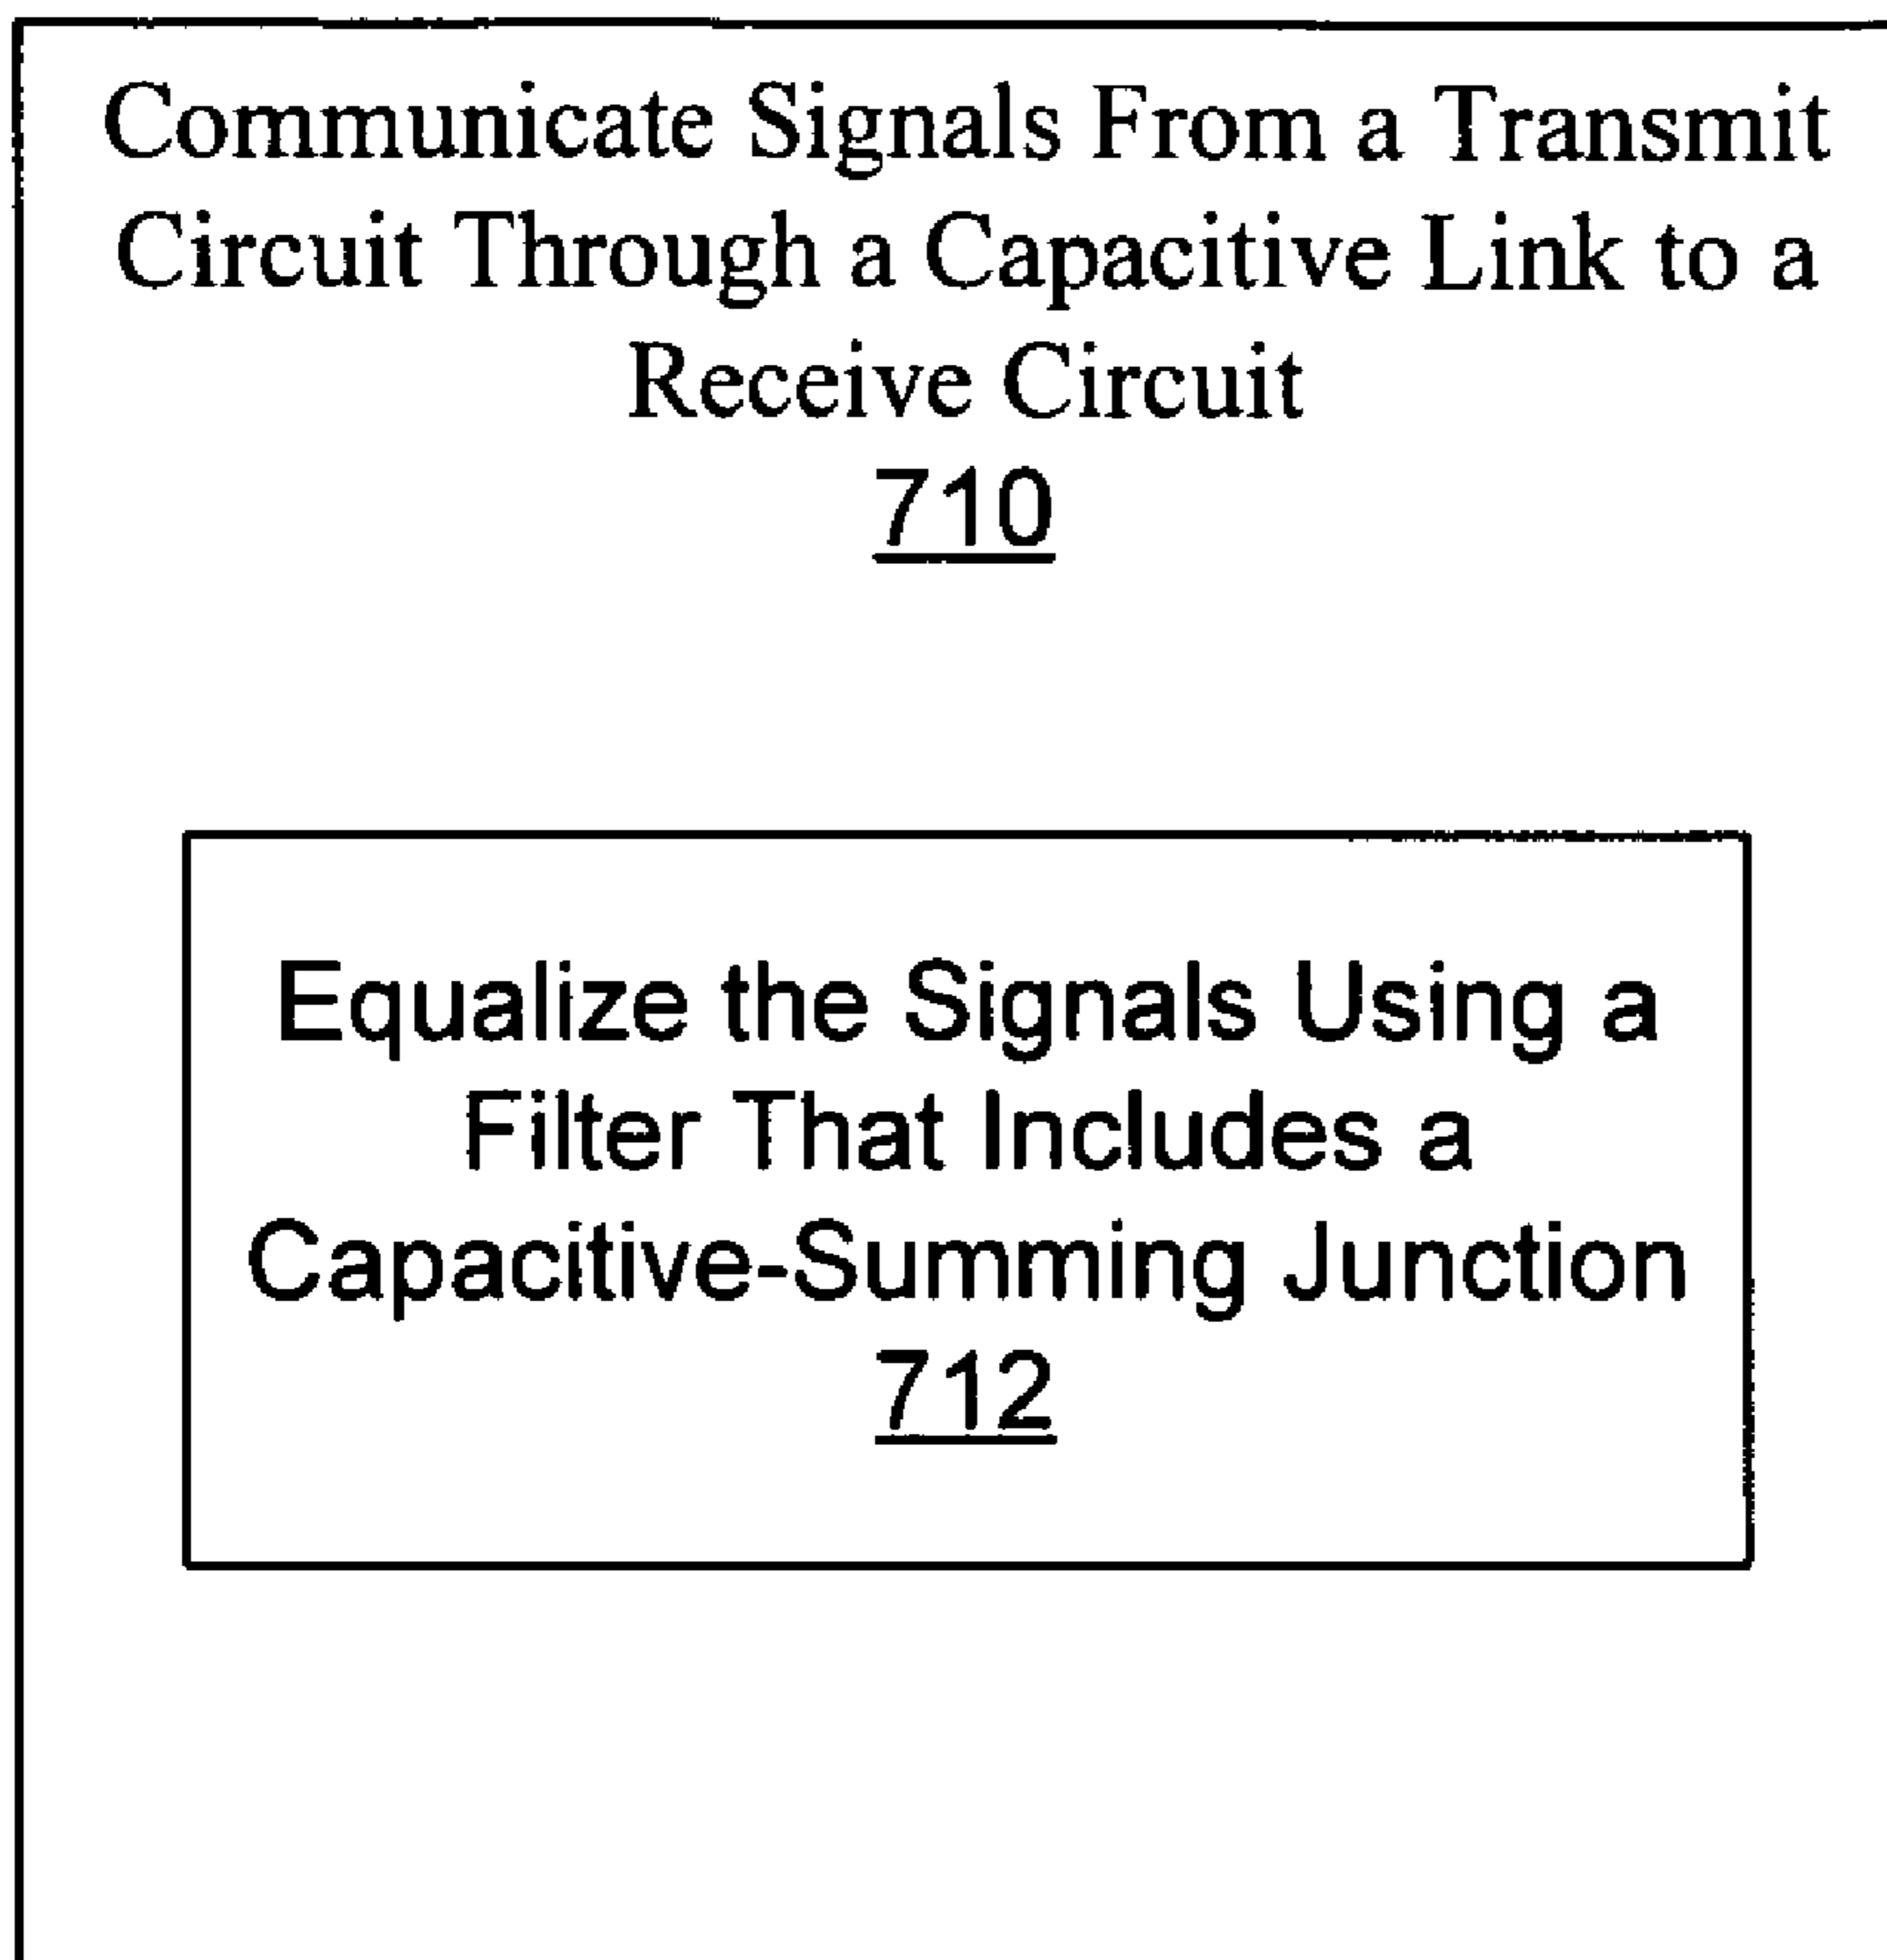 Communicate Signals From a Transmit
Circuit Through a Capacitive Link to a
Receive Circuit
710
Equalize the Signals Using a
Filter That Includes a
Capacitive-Summing Junction
712